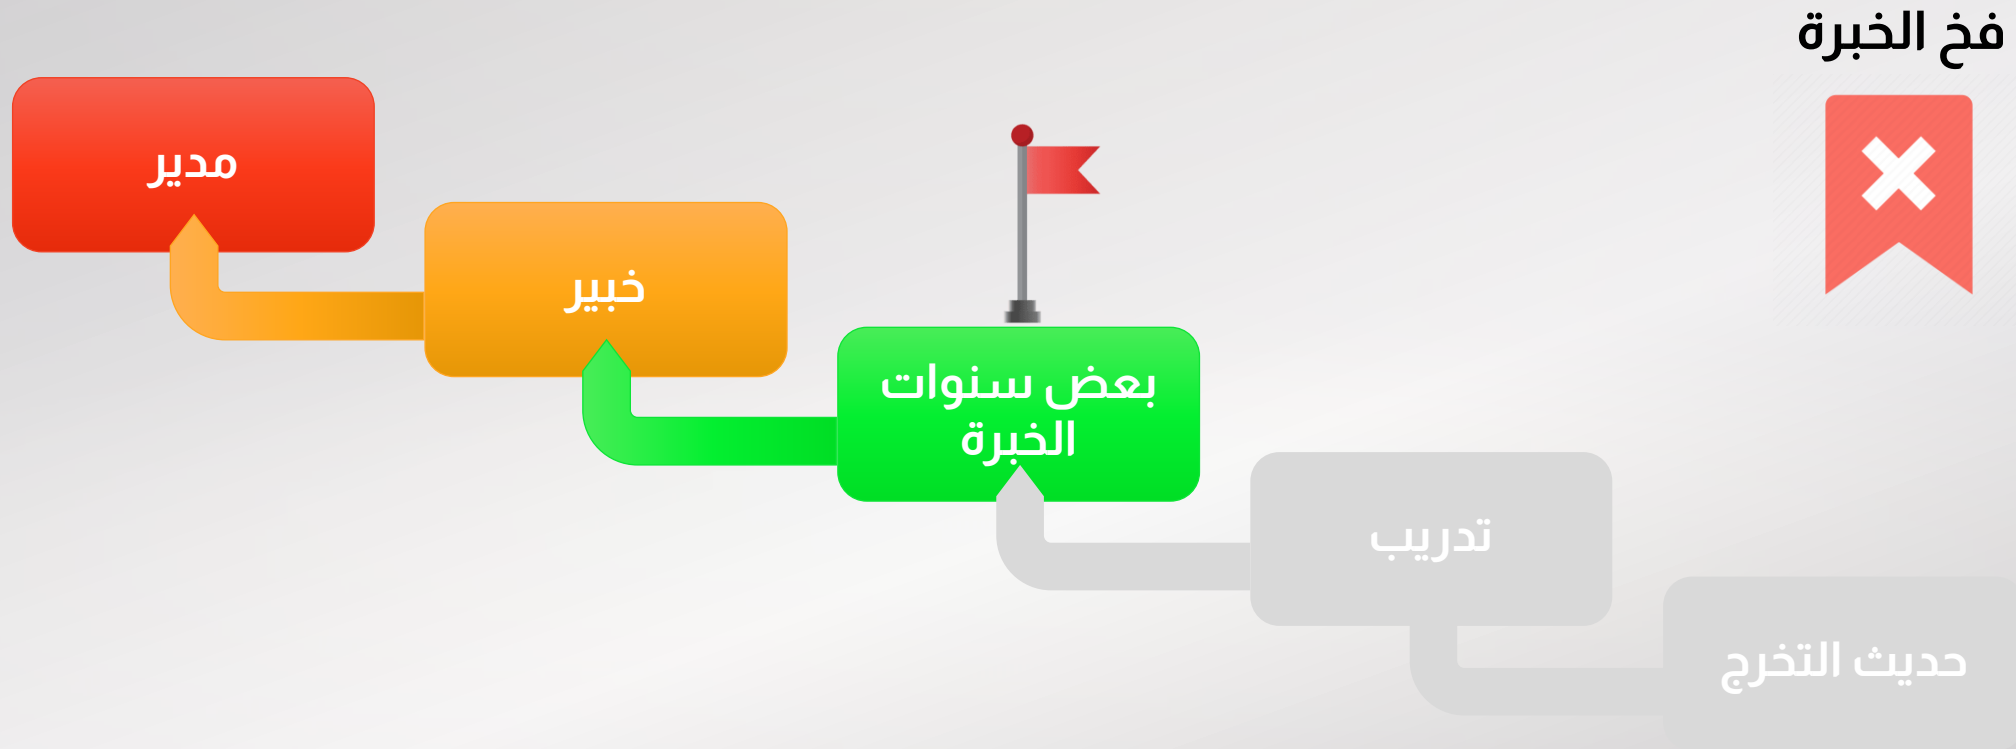 فخ الخبرة
مدير
خبير
بعض سنوات
الخبرة
تدريب
حديث التخرج